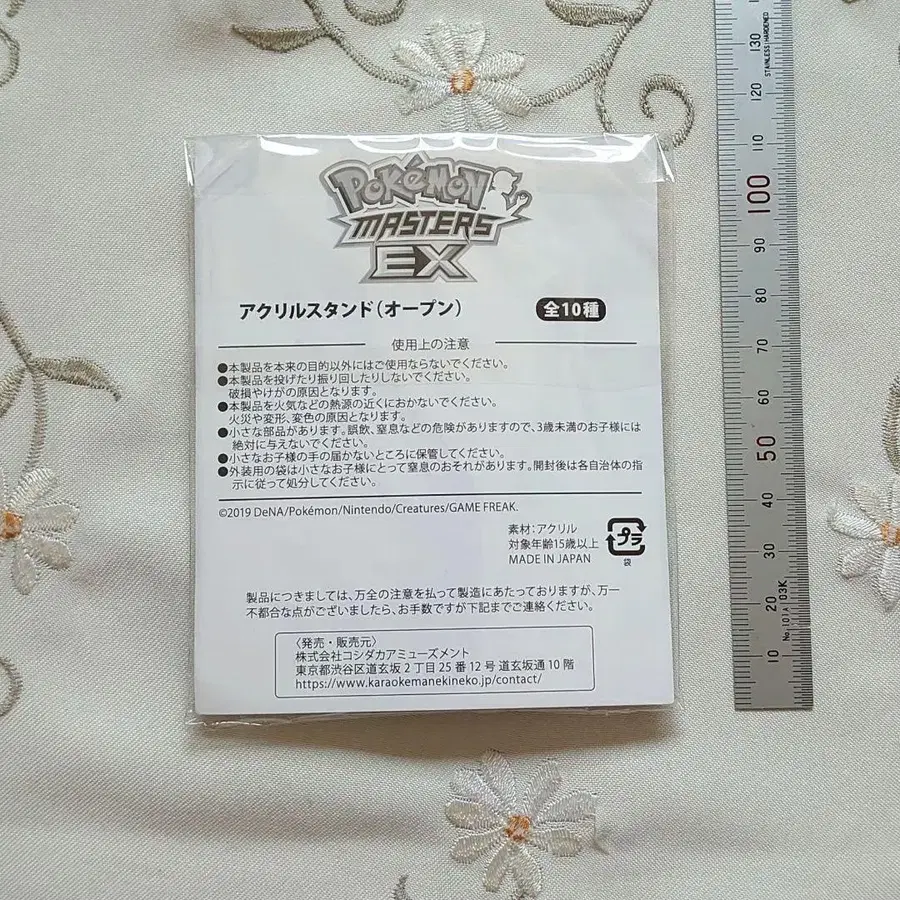 POKéMON
MASTERS
EX
アクリルスタンド(オープン)
全10種
使用上の注意
●本製品を本来の目的以外にはご使用ならないでください。
●本製品を投げたり振り回したりしないでください。
破損やけがの原因となります。
●本製品を火気などの熱源の近くにおかないでください。
火災や変形、変色の原因となります。
●小さな部品があります。誤飲、窒息などの危険がありますので、3歳未満のお子様には
絶対に与えないでください。
●小さなお子様の手の届かないところに保管してください。
●外装用の袋は小さなお子様にとって窒息のおそれがあります。開封後は各自治体の指
示に従って処分してください。
©2019 DeNA/Pokémon/Nintendo/Creatures/GAME FREAK.
素材:アクリル
対象年齢15歳以上
MADE IN JAPAN
プラ
袋
製品につきましては、万全の注意を払って製造にあたっておりますが、万一
不都合な点がございましたら、お手数ですが下記までご連絡ください。
〈発売・販売元〉
株式会社コシダカアミューズメント
東京都渋谷区道玄坂2丁目25番12号 道玄坂通10階
https://www.karaokemanekineko.jp/contact/
130
STAINLESS HARDENED
120
110
100
90
80
70
60
50
40
30
20
10